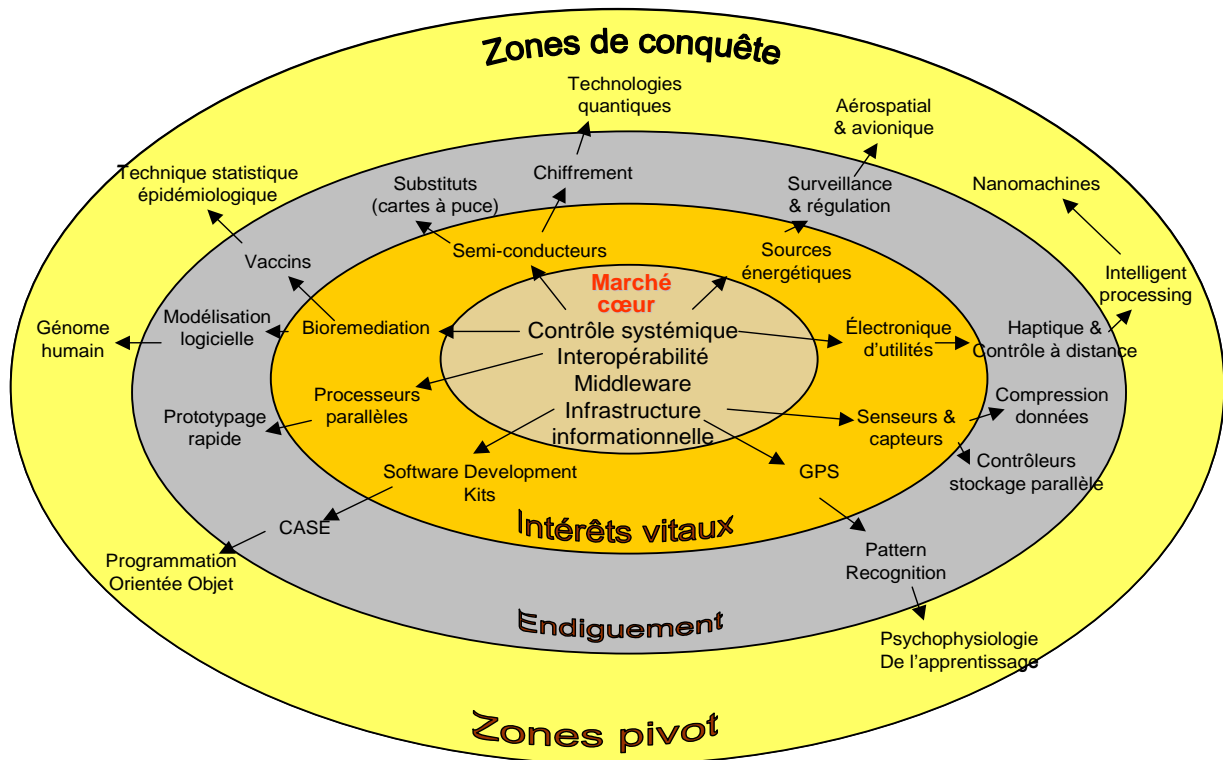 Zones de conquête
Technologies
quantiques
Aérospatial
& avionique
Technique statistique
épidémiologique
Substituts
(cartes à puce)
Chiffrement
Surveillance
& régulation
Nanomachines
Vaccins
Semi-conducteurs
Sources
énergétiques
Intelligent
processing
Marché
cœur
Génome
humain
Modélisation
logicielle
Bioremediation
Contrôle systémique
Interopérabilité
Middleware
Infrastructure
informationnelle
Électronique
d'utilités
Haptique &
Contrôle à distance
Prototypage
rapide
Processeurs
parallèles
Senseurs &
capteurs
Compression
données
Software Development
Kits
GPS
Contrôleurs
stockage parallèle
CASE
Intérêts vitaux
Programmation
Orientée Objet
Pattern
Recognition
Endiguement
Psychophysiologie
De l'apprentissage
Zones pivot